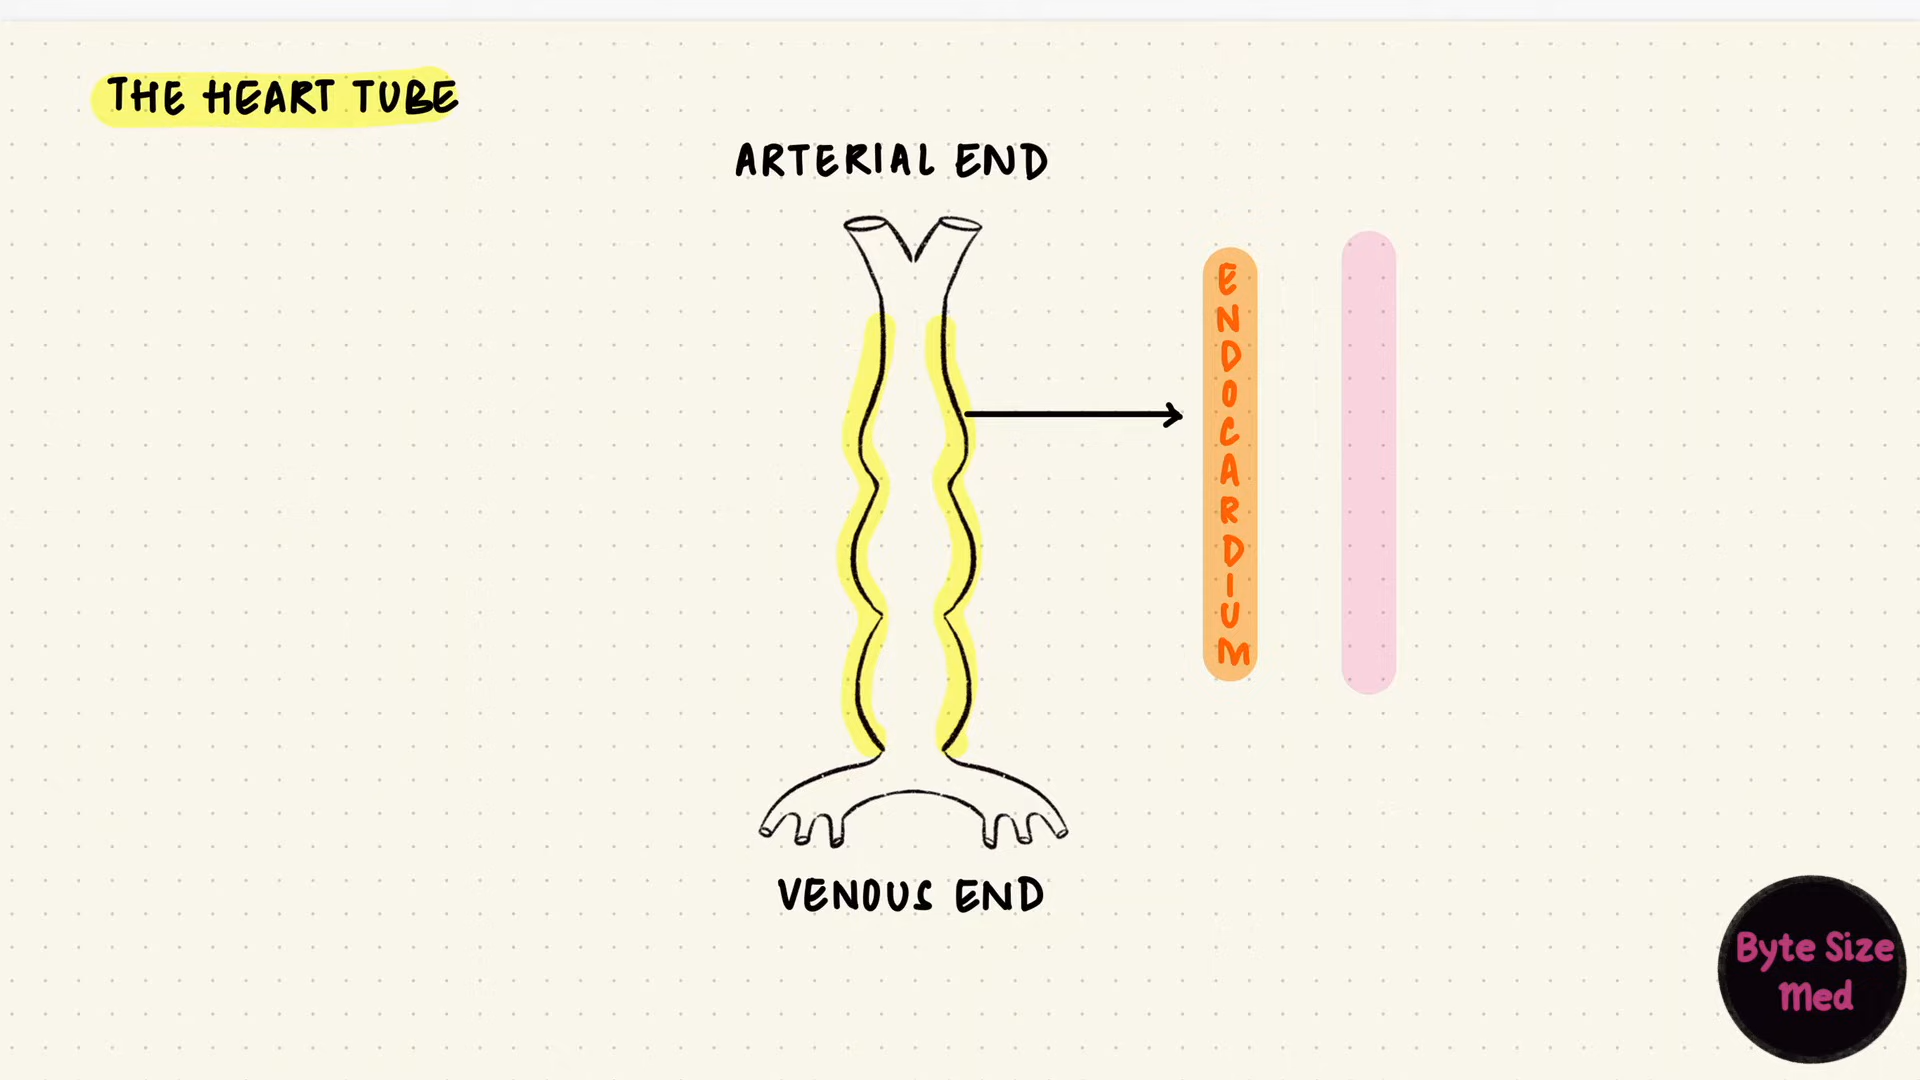 THE HEART TUBE
ARTERIAL END
ENDOCARDIUM
VENOUS END
Byte Size
Med